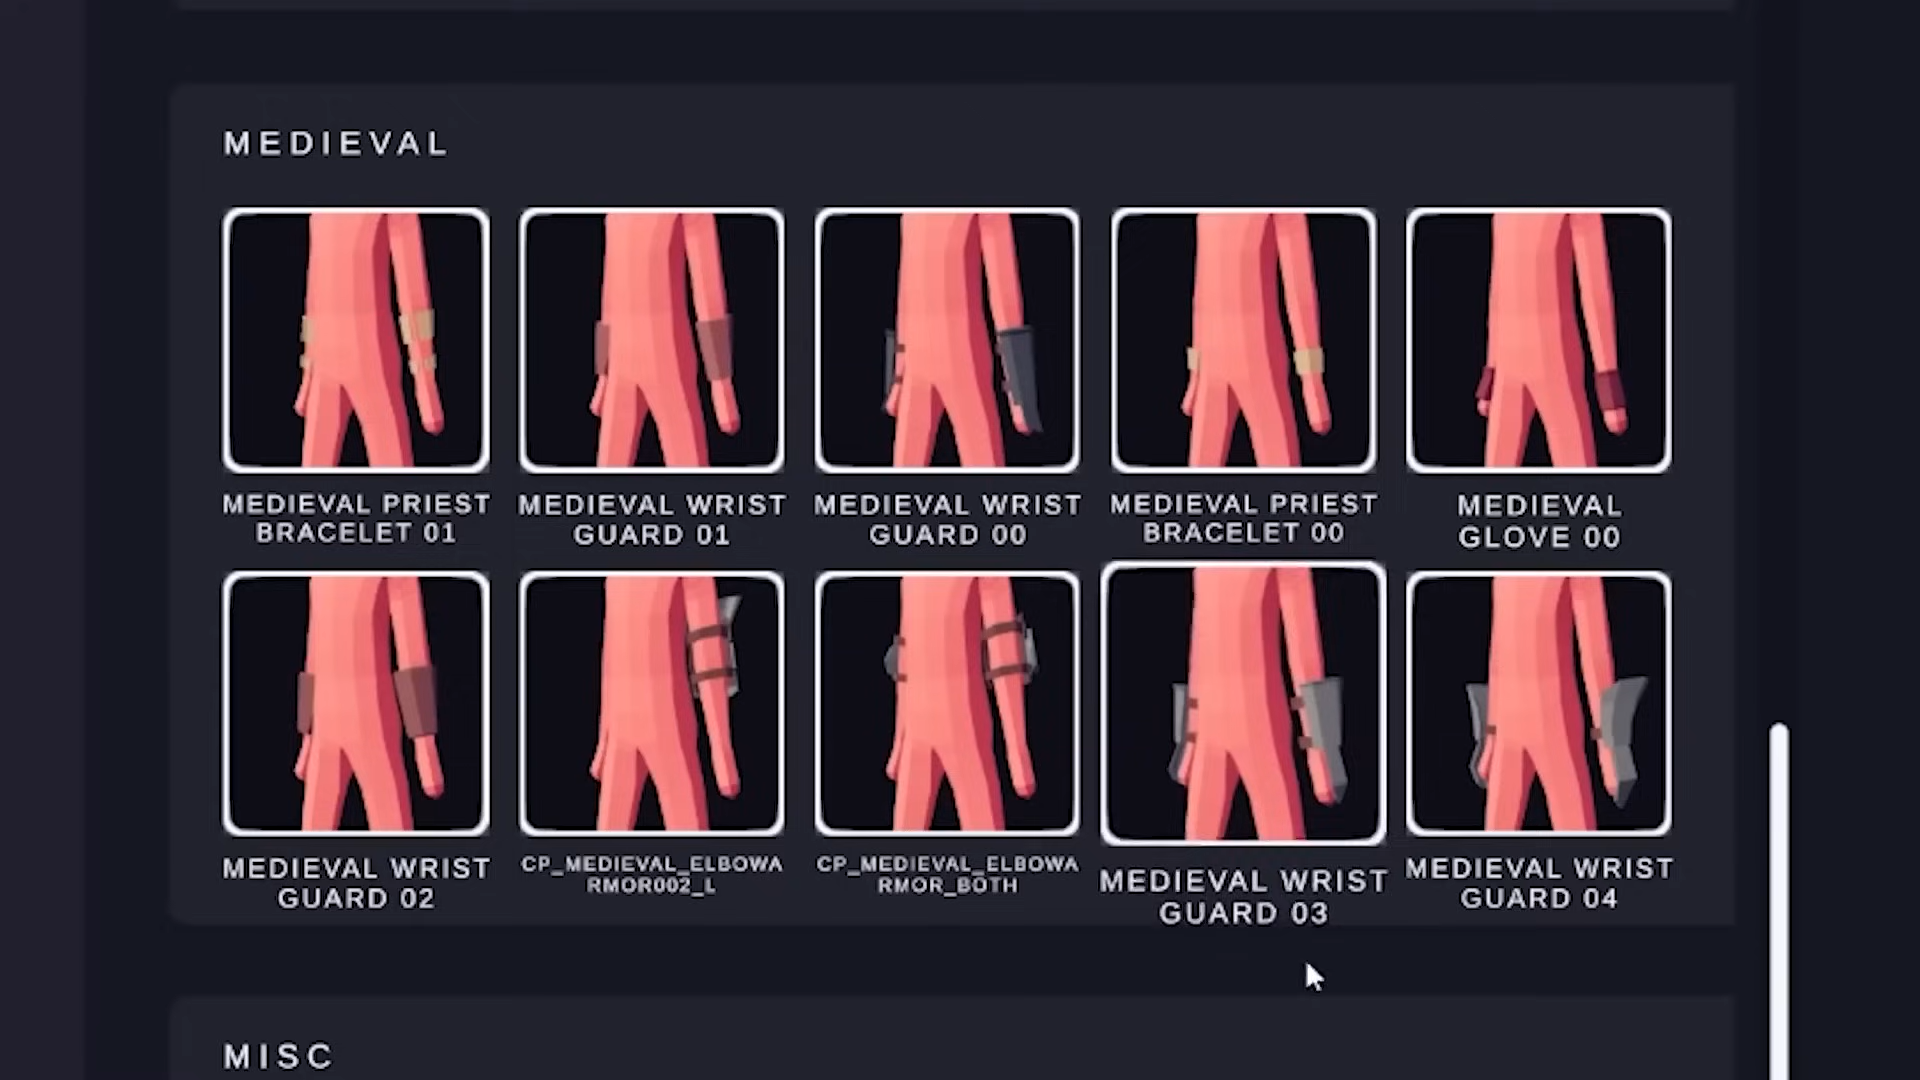 MEDIEVAL
MEDIEVAL PRIEST
BRACELET 01
MEDIEVAL WRIST
GUARD 01
MEDIEVAL WRIST
GUARD 00
MEDIEVAL PRIEST
BRACELET 00
MEDIEVAL
GLOVE 00
MEDIEVAL WRIST
GUARD 02
CP_MEDIEVAL_ELBOWA
RMOR002_L
CP_MEDIEVAL_ELBOWA
RMOR_BOTH
MEDIEVAL WRIST
GUARD 03
MEDIEVAL WRIST
GUARD 04
MISC